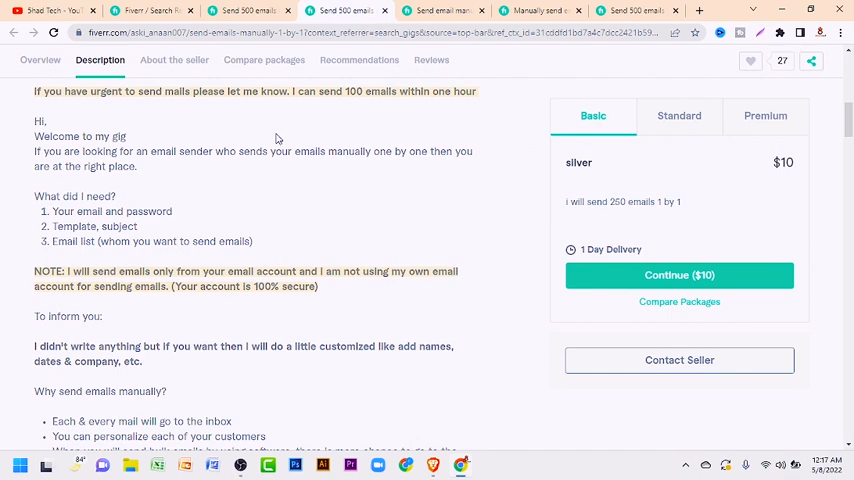 5had Tech - You
Fiverr / Search Re
Send 500 emails
Send 500 emails
Send email man
Manually send e
Send 500 emails
fiverr.com/aski_anaan007/send-emails-manually-1-by-1?context_referrer=search_gigs&source=top-bar&ref_ctx_id=31cddfd1bd7a4c7dcc2421b59...
Overview Description About the seller Compare packages Recommendations Reviews
27
If you have urgent to send mails please let me know. I can send 100 emails within one hour
Hi,
Welcome to my gig
If you are looking for an email sender who sends your emails manually one by one then you
are at the right place.
What did I need?
1. Your email and password
2. Template, subject
3. Email list (whom you want to send emails)
NOTE: I will send emails only from your email account and I am not using my own email
account for sending emails. (Your account is 100% secure)
To inform you:
I didn't write anything but if you want then I will do a little customized like add names,
dates & company, etc.
Why send emails manually?
• Each & every mail will go to the inbox
• You can personalize each of your customers
Basic Standard Premium
silver $10
i will send 250 emails 1 by 1
1 Day Delivery
Continue ($10)
Compare Packages
Contact Seller
84°
12:17 AM
5/8/2022